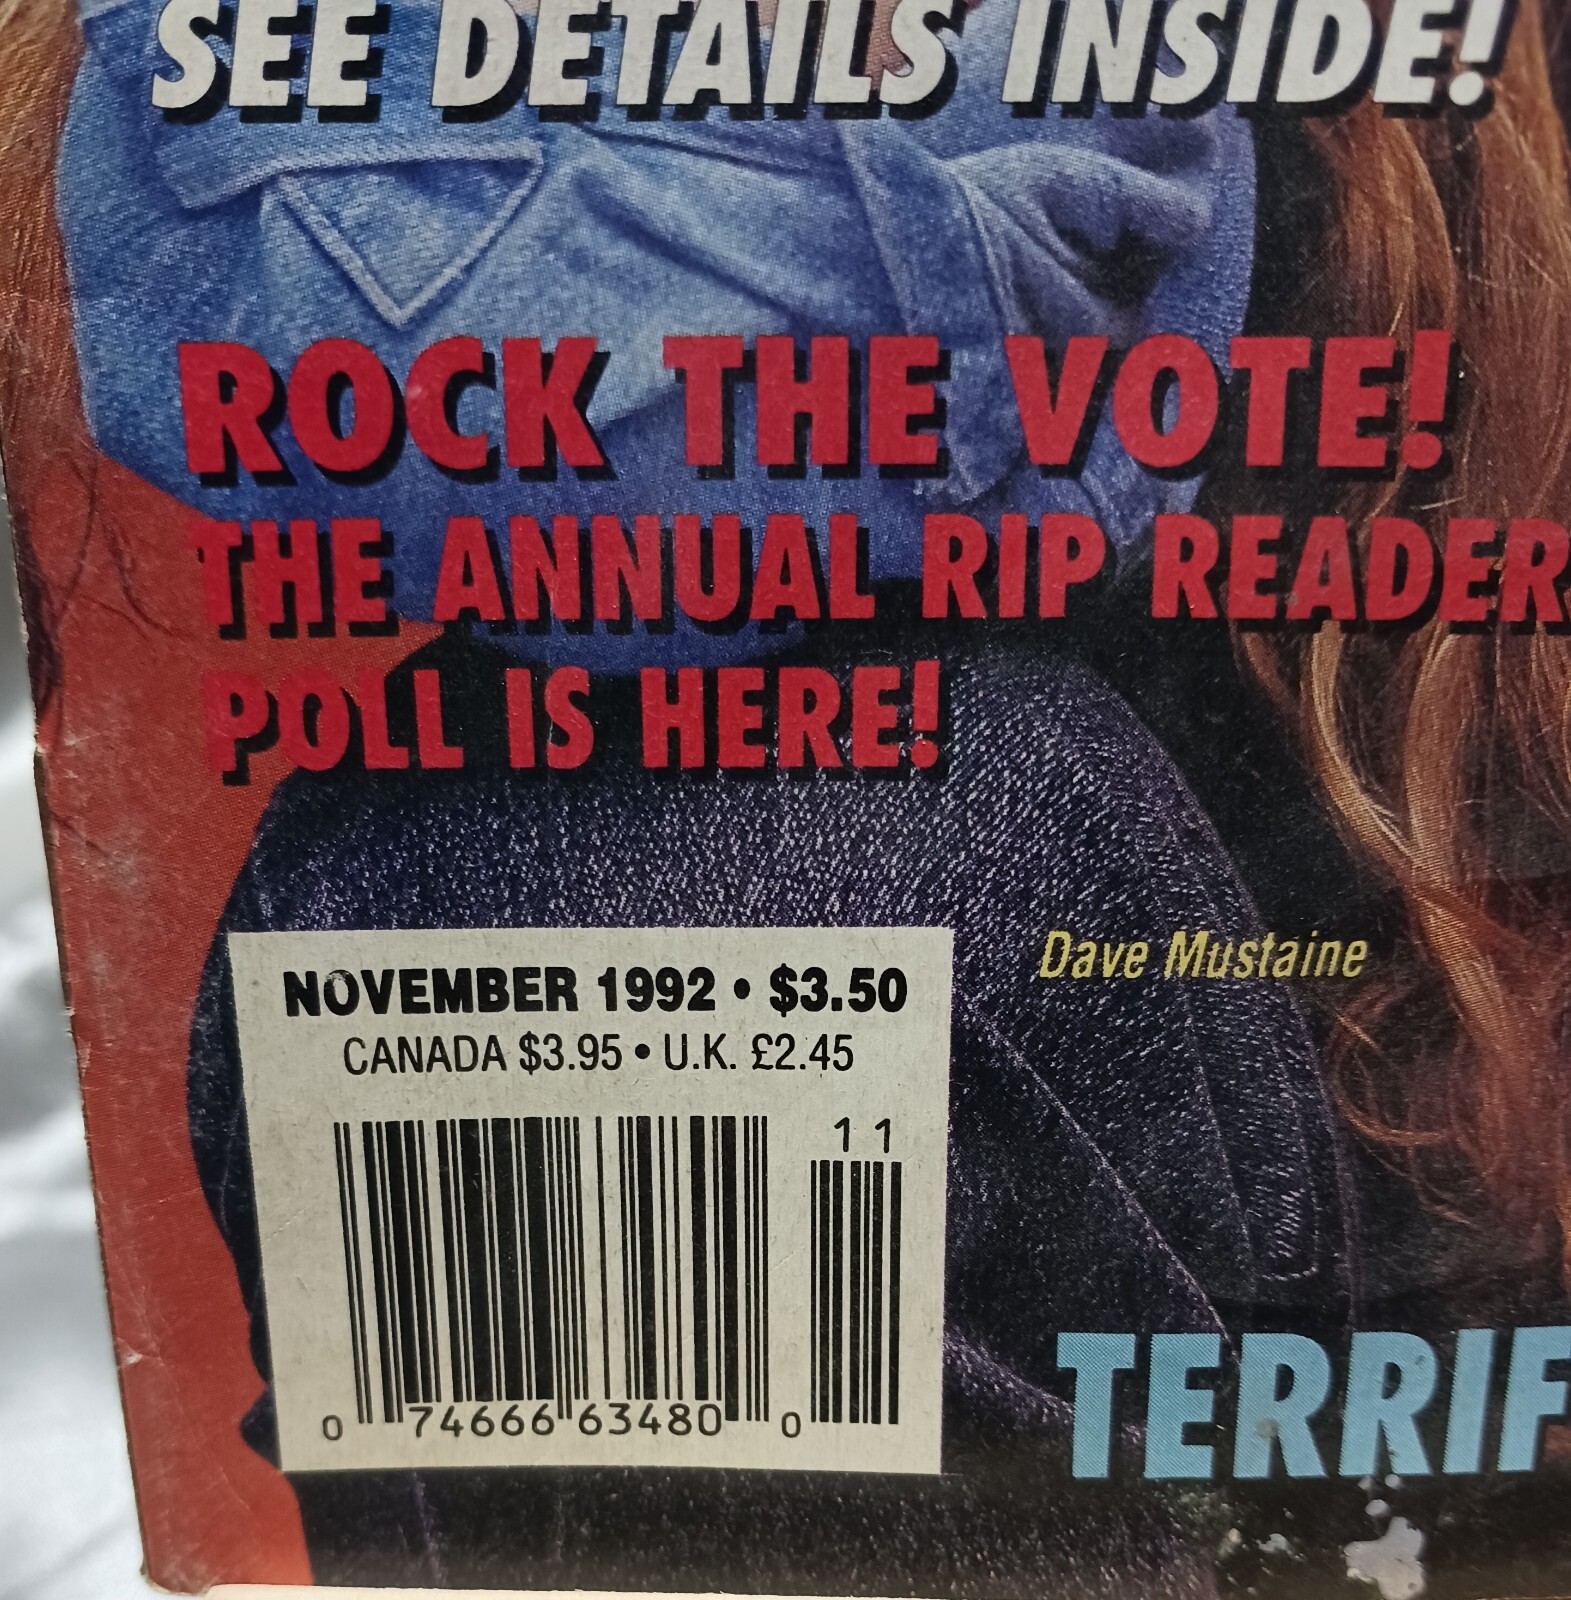 SEE DETAILS INSIDE!
ROCK THE VOTE!
THE ANNUAL RIP READER
POLL IS HERE!
Dave Mustaine
NOVEMBER 1992 • $3.50
CANADA $3.95 • U.K. £2.45
11
0 74666 63480 0
TERRIF